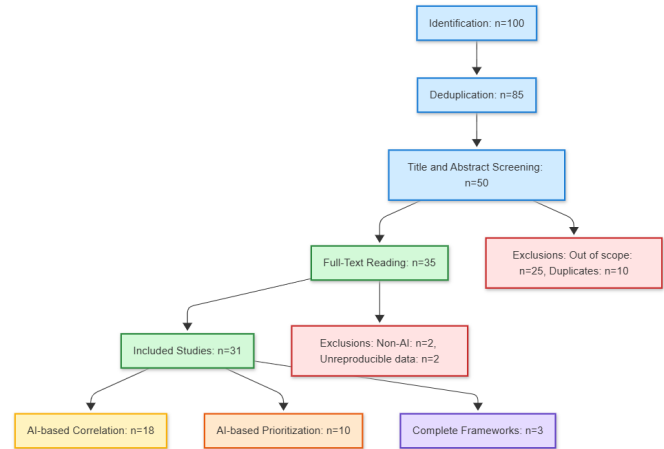 Identification: n=100
Deduplication: n=85
Title and Abstract Screening:
n=50
Full-Text Reading: n=35
Exclusions: Out of scope:
n=25, Duplicates: n=10
Included Studies: n=31
Exclusions: Non-AI: n=2,
Unreproducible data: n=2
AI-based Correlation: n=18
AI-based Prioritization: n=10
Complete Frameworks: n=3